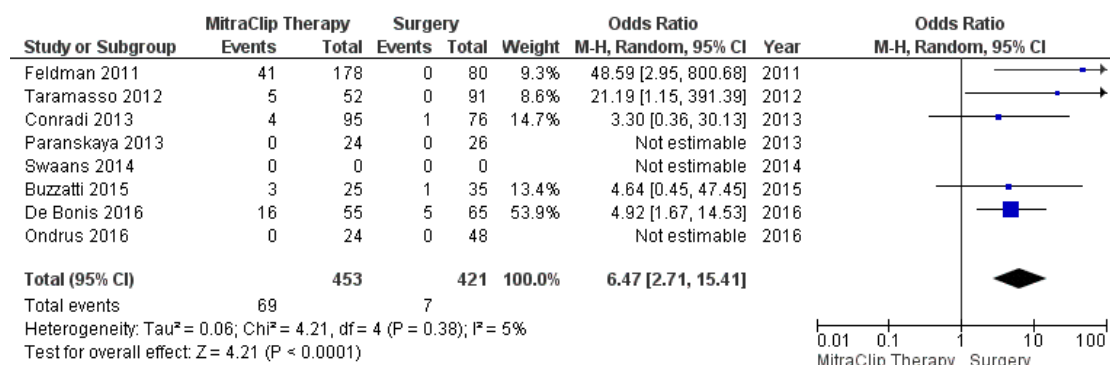 MitraClip Therapy Surgery Odds Ratio Odds Ratio
Study or Subgroup Events Total Events Total Weight M-H, Random, 95% CI Year M-H, Random, 95% CI
Feldman 2011 41 178 0 80 9.3% 48.59 [2.95, 800.68] 2011
Taramasso 2012 5 52 0 91 8.6% 21.19 [1.15, 391.39] 2012
Conradi 2013 4 95 1 76 14.7% 3.30 [0.36, 30.13] 2013
Paranskaya 2013 0 24 0 26 Not estimable 2013
Swaans 2014 0 0 0 0 Not estimable 2014
Buzzatti 2015 3 25 1 35 13.4% 4.64 [0.45, 47.45] 2015
De Bonis 2016 16 55 5 65 53.9% 4.92 [1.67, 14.53] 2016
Ondrus 2016 0 24 0 48 Not estimable 2016
Total (95% CI) 453 421 100.0% 6.47 [2.71, 15.41]
Total events 69 7
Heterogeneity: Tau² = 0.06; Chi² = 4.21, df = 4 (P = 0.38); I² = 5%
Test for overall effect: Z = 4.21 (P < 0.0001)
0.01 0.1 1 10 100
MitraClip Therapy Surgery